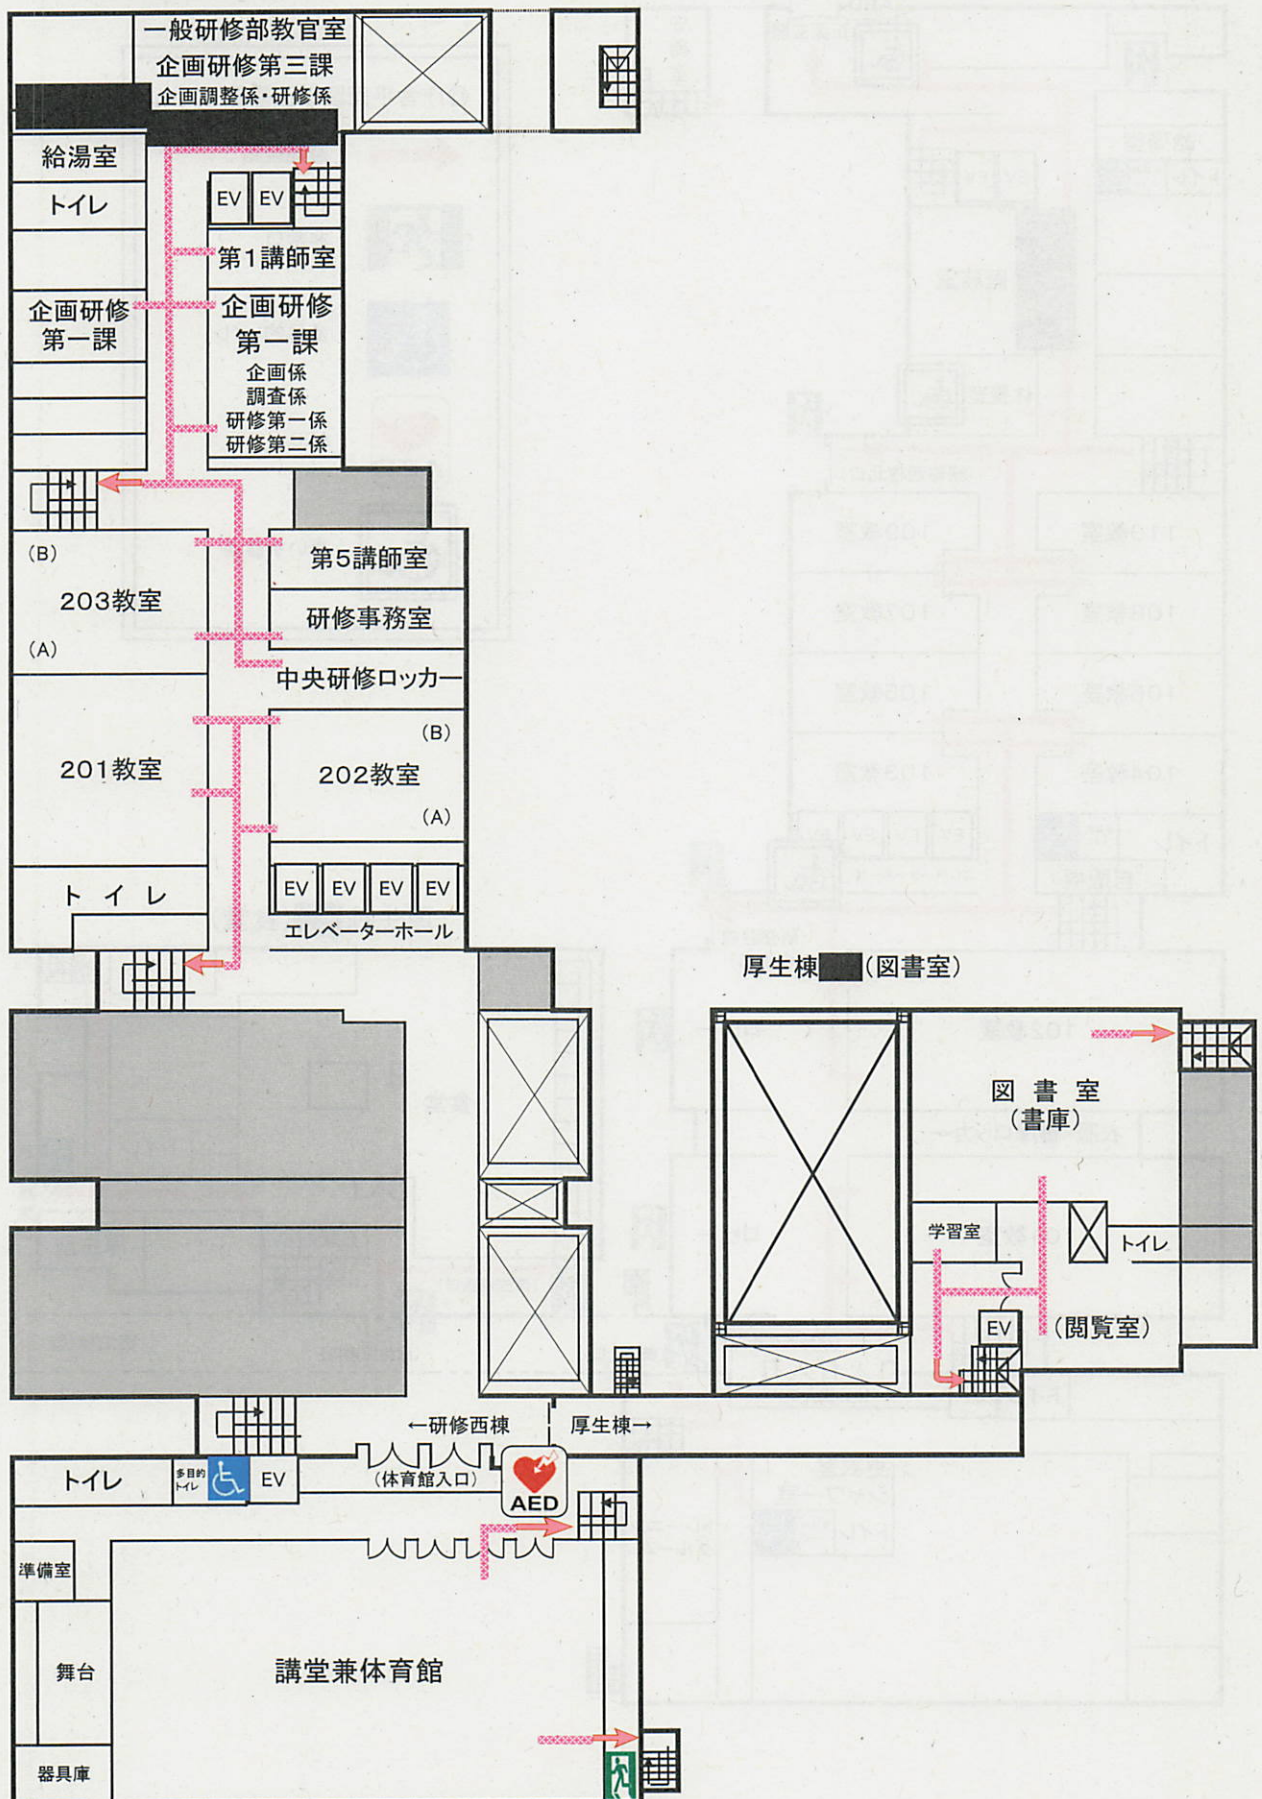 一般研修部教官室
企画研修第三課
企画調整係・研修係
給湯室
トイレ
EV
EV
第1講師室
企画研修
第一課
企画研修
第一課
企画係
調査係
研修第一係
研修第二係
(B)
203教室
(A)
第5講師室
研修事務室
中央研修ロッカー
201教室
(B)
202教室
(A)
トイレ
EV
EV
EV
EV
エレベーターホール
厚生棟
(図書室)
図書室
(書庫)
学習室
トイレ
EV
(閲覧室)
←研修西棟
厚生棟→
トイレ
多目的
トイレ
EV
(体育館入口)
AED
準備室
舞台
講堂兼体育館
器具庫